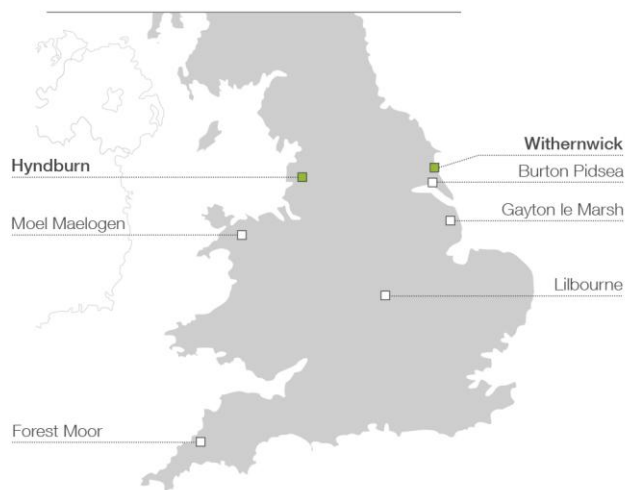 Withernwick
Hyndburn
Burton Pidsea
Gayton le Marsh
Moel Maelogen
Lilbourne
Forest Moor